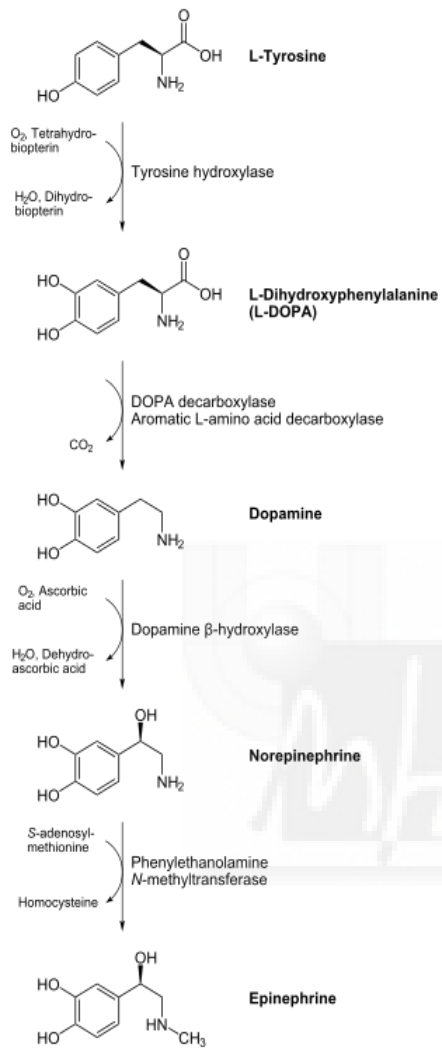 O
OH
NH₂
HO
L-Tyrosine
O₂, Tetrahydro-
biopterin
Tyrosine hydroxylase
H₂O, Dihydro-
biopterin
O
HO
OH
HO
NH₂
L-Dihydroxyphenylalanine
(L-DOPA)
DOPA decarboxylase
Aromatic L-amino acid decarboxylase
CO₂
HO
HO
NH₂
Dopamine
O₂, Ascorbic
acid
Dopamine β-hydroxylase
H₂O, Dehydro-
ascorbic acid
OH
HO
HO
NH₂
Norepinephrine
S-adenosyl-
methionine
Phenylethanolamine
N-methyltransferase
Homocysteine
OH
HO
HO
HN
CH₃
Epinephrine